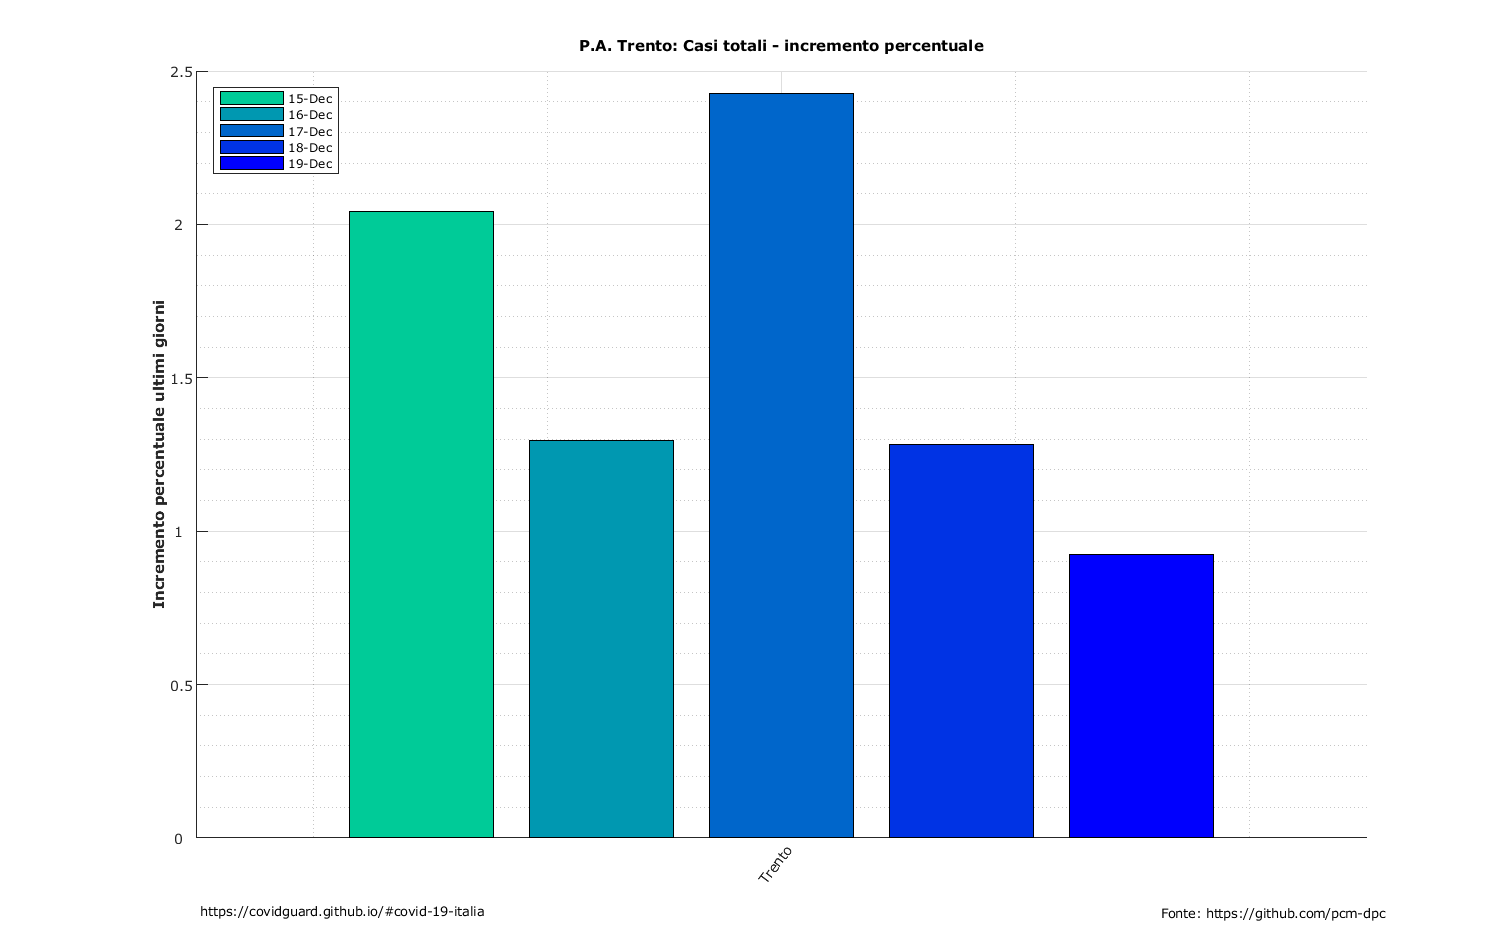 P.A. Trento: Casi totali - incremento percentuale
2.5
2
1.5
1
0.5
0
Incremento percentuale ultimi giorni
15-Dec
16-Dec
17-Dec
18-Dec
19-Dec
Trento
https://covidguard.github.io/#covid-19-italia
Fonte: https://github.com/pcm-dpc